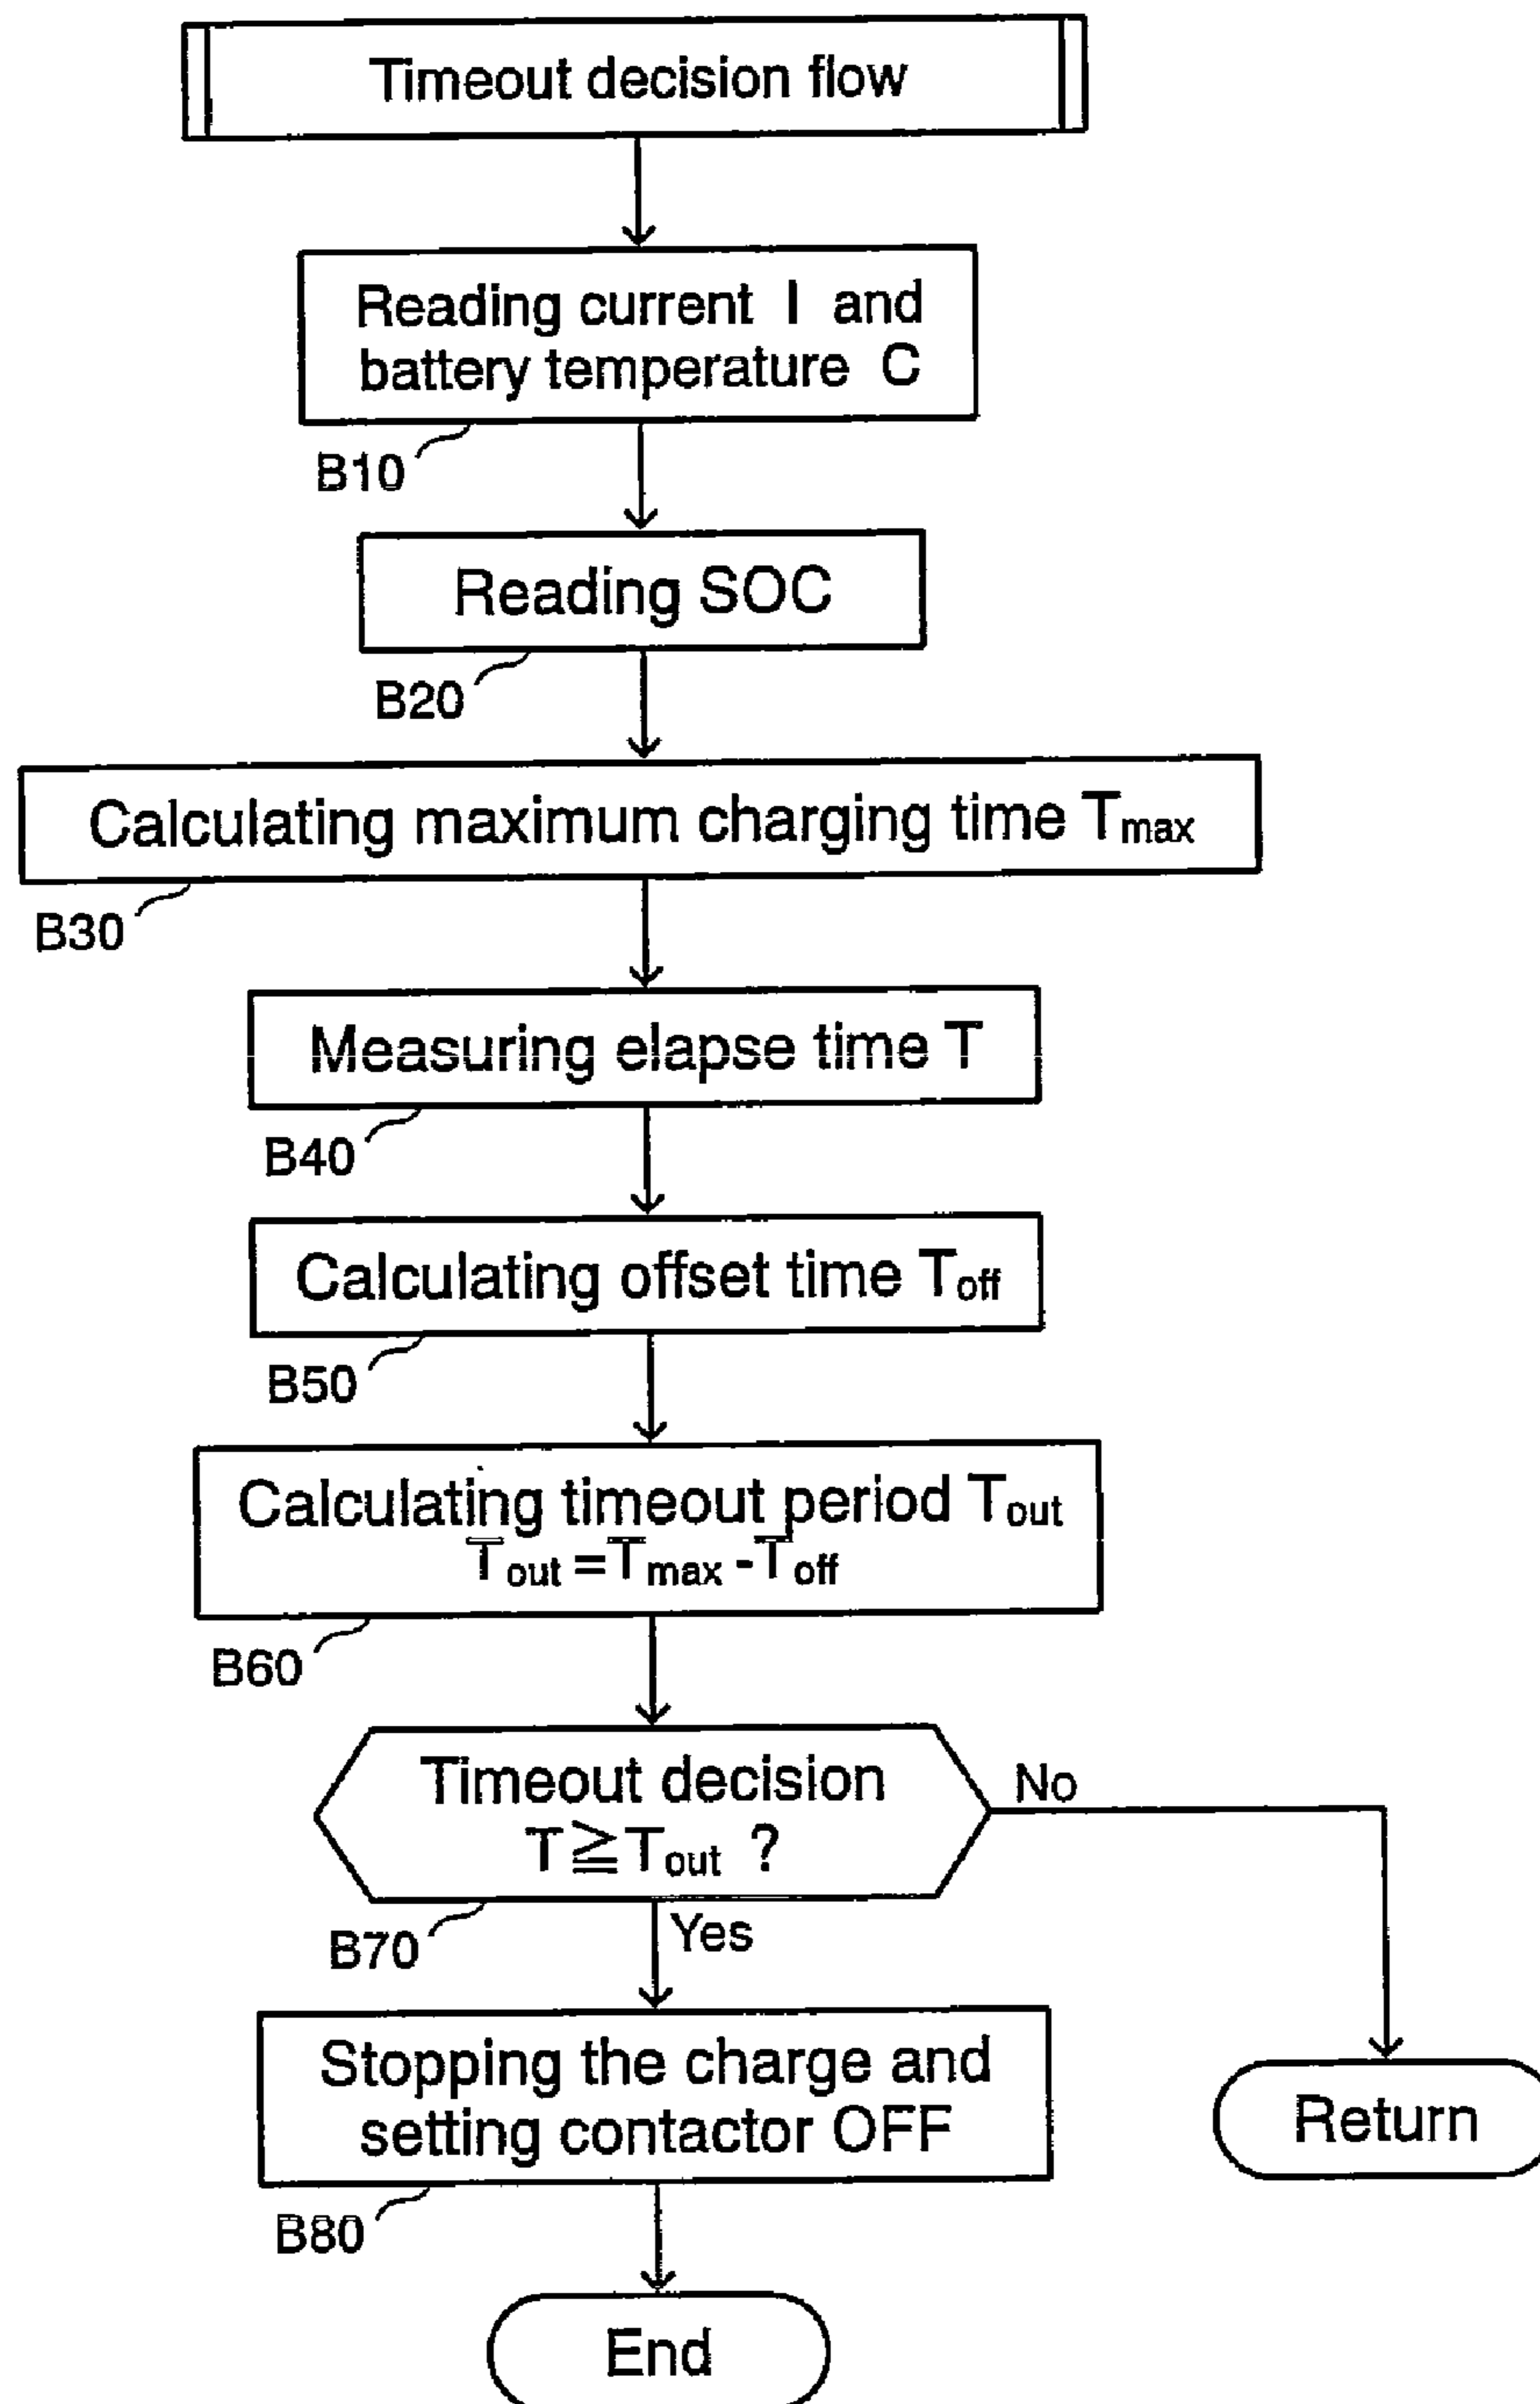 Timeout decision flow
Reading current I and
battery temperature C
B10
Reading SOC
B20
Calculating maximum charging time Tmax
B30
Measuring elapse time T
B40
Calculating offset time Toff
B50
Calculating timeout period Tout
Tout = Tmax - Toff
B60
Timeout decision
T ≧ Tout ?
No
B70
Yes
Stopping the charge and
setting contactor OFF
Return
B80
End